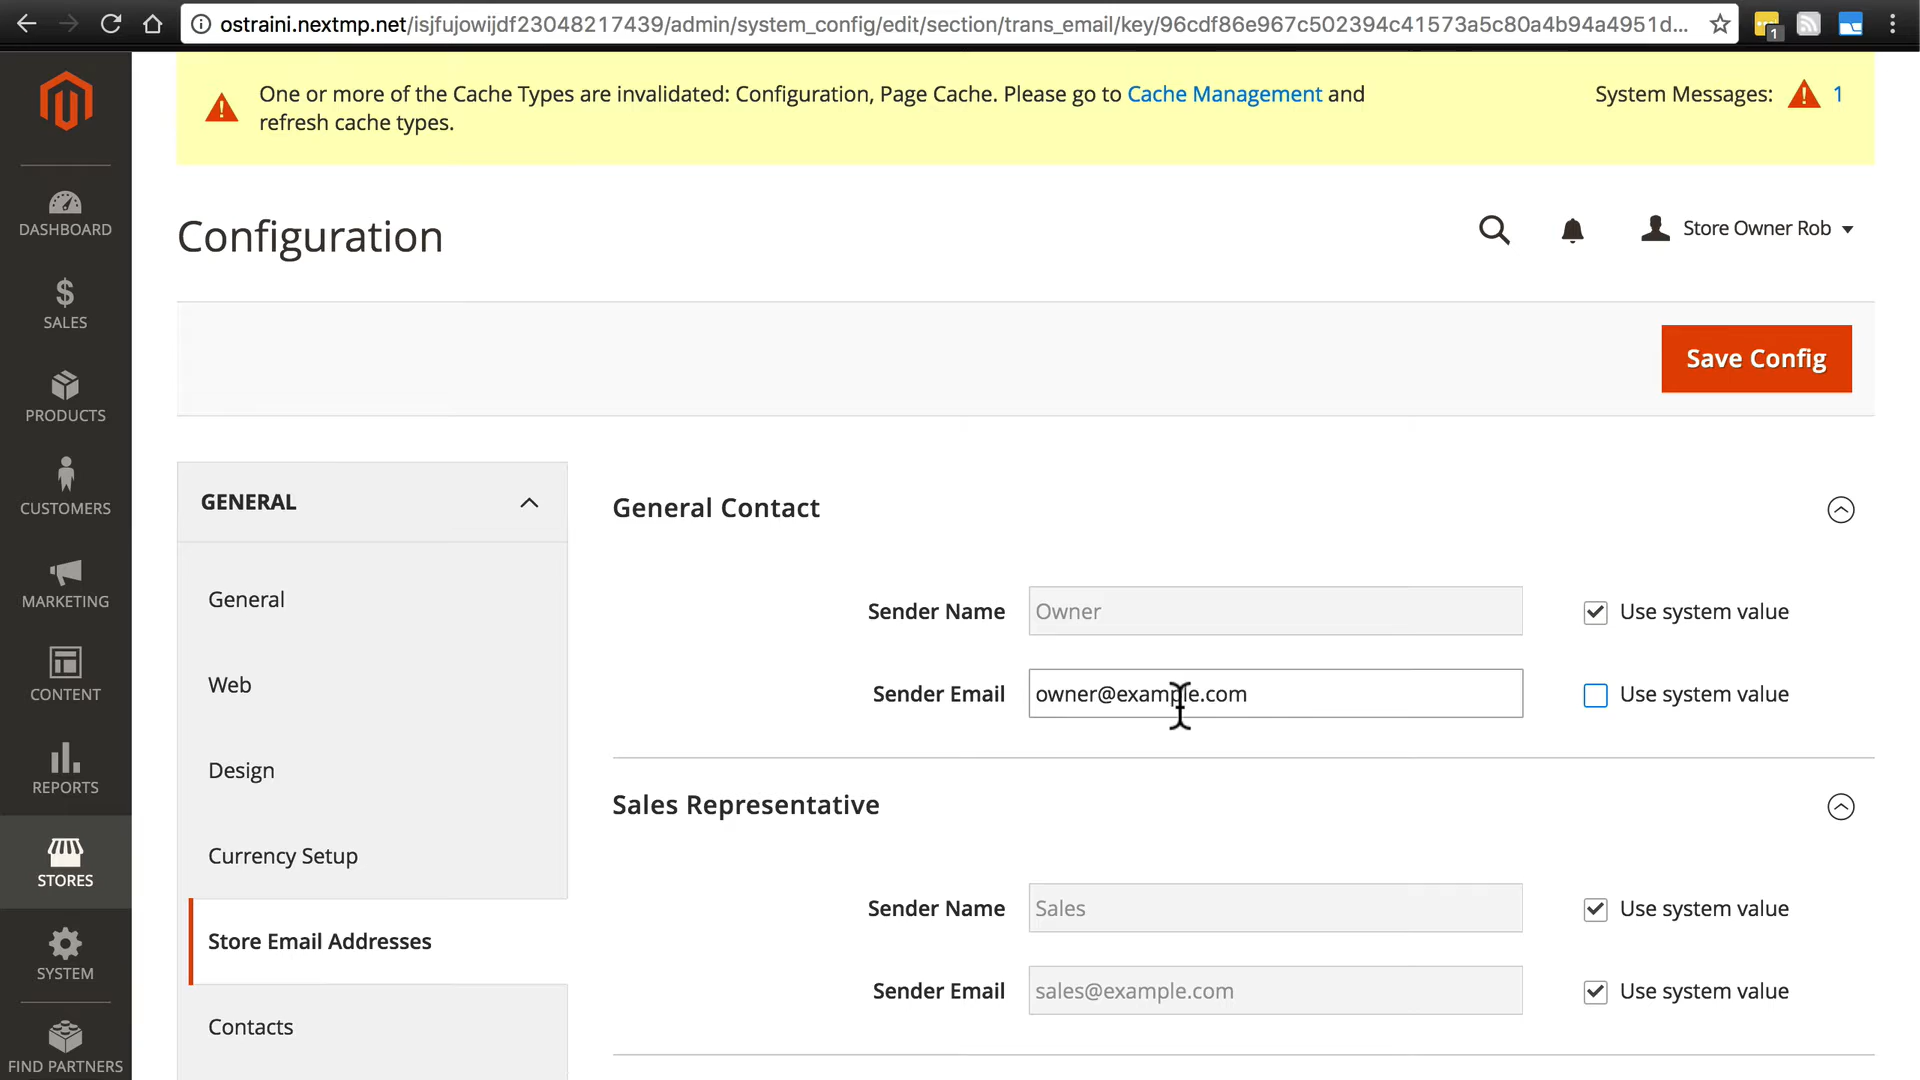 ostraini.nextmp.net/isjfujowijdf23048217439/admin/system_config/edit/section/trans_email/key/96cdf86e967c502394c41573a5c80a4b94a4951d...
1
One or more of the Cache Types are invalidated: Configuration, Page Cache. Please go to Cache Management and
refresh cache types.
System Messages: 1
Configuration
Store Owner Rob
Save Config
DASHBOARD
SALES
PRODUCTS
CUSTOMERS
MARKETING
CONTENT
REPORTS
STORES
SYSTEM
FIND PARTNERS
GENERAL
General
Web
Design
Currency Setup
Store Email Addresses
Contacts
General Contact
Sender Name Owner Use system value
Sender Email owner@example.com Use system value
Sales Representative
Sender Name Sales Use system value
Sender Email sales@example.com Use system value